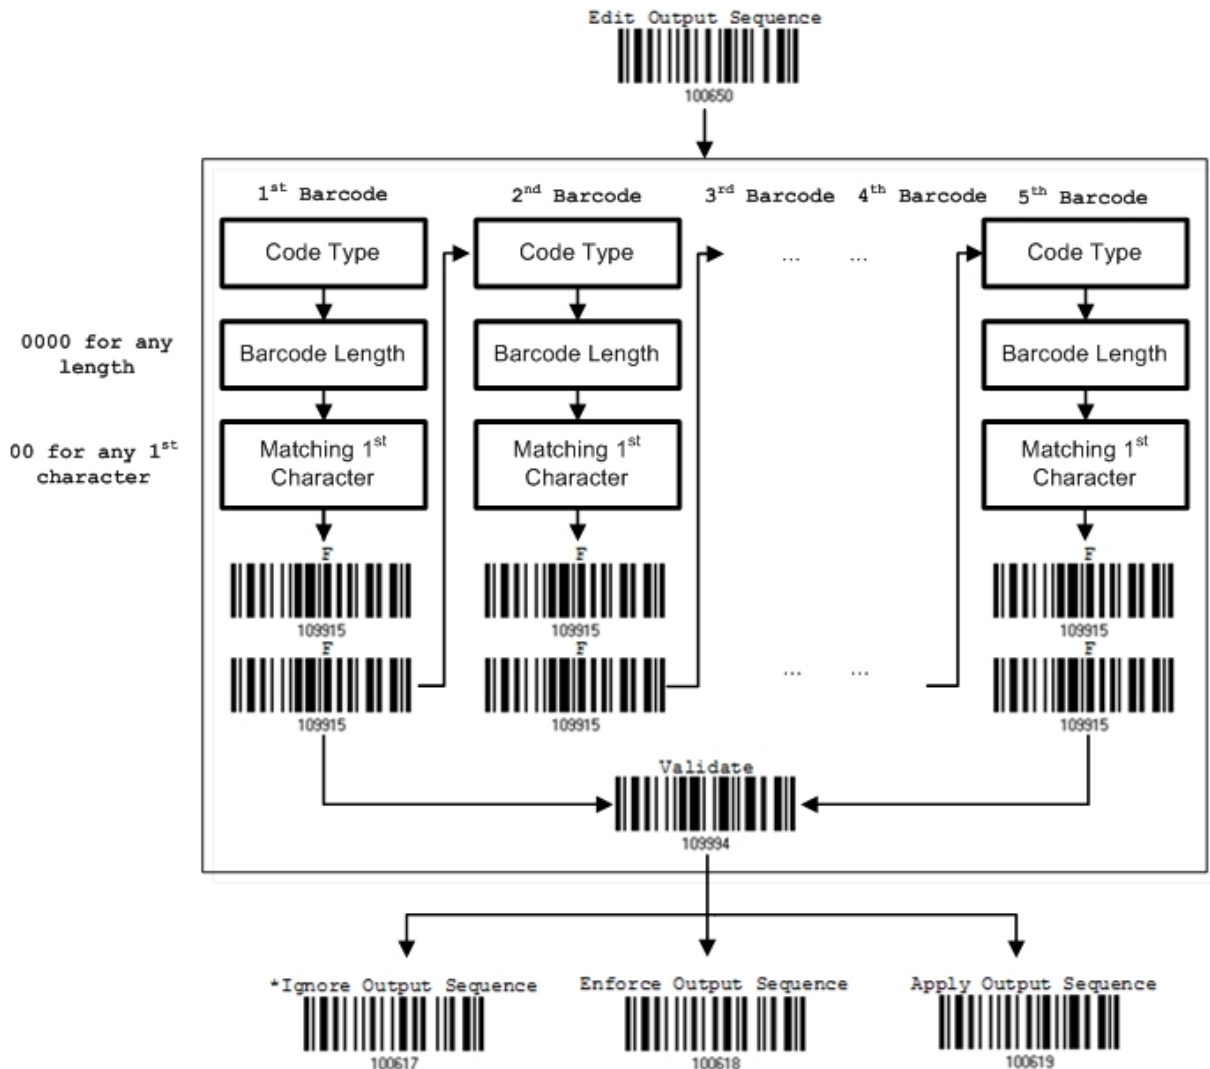 Edit Output Sequence
100650
1st Barcode 2nd Barcode 3rd Barcode 4th Barcode 5th Barcode
Code Type Code Type ... ... Code Type
0000 for any
length
Barcode Length Barcode Length Barcode Length
00 for any 1st
character
Matching 1st
Character
Matching 1st
Character
Matching 1st
Character
F F F
109915 109915 109915
F F F
... ...
109915 109915 109915
Validate
109994
*Ignore Output Sequence Enforce Output Sequence Apply Output Sequence
100617 100618 100619